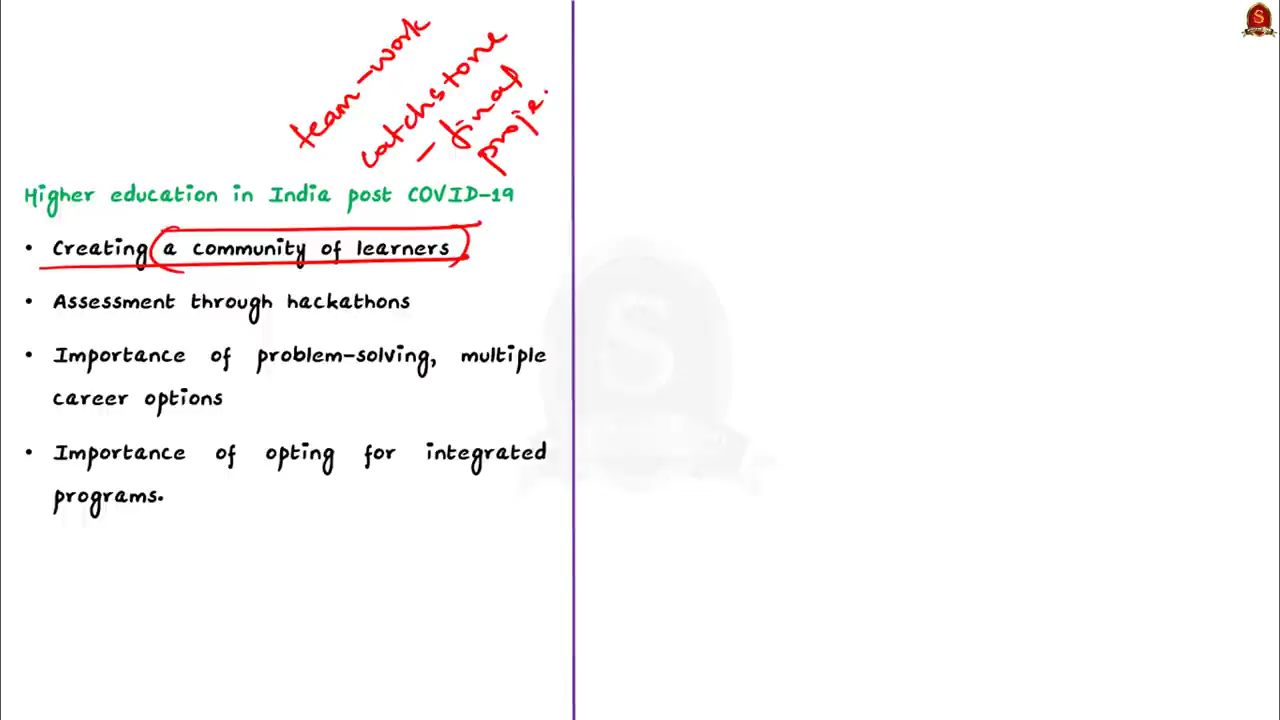 team-work
catchstone
- final
proje.
Higher education in India post COVID-19
• Creating a community of learners
• Assessment through hackathons
• Importance of problem-solving, multiple
career options
• Importance of opting for integrated
programs.
S
S